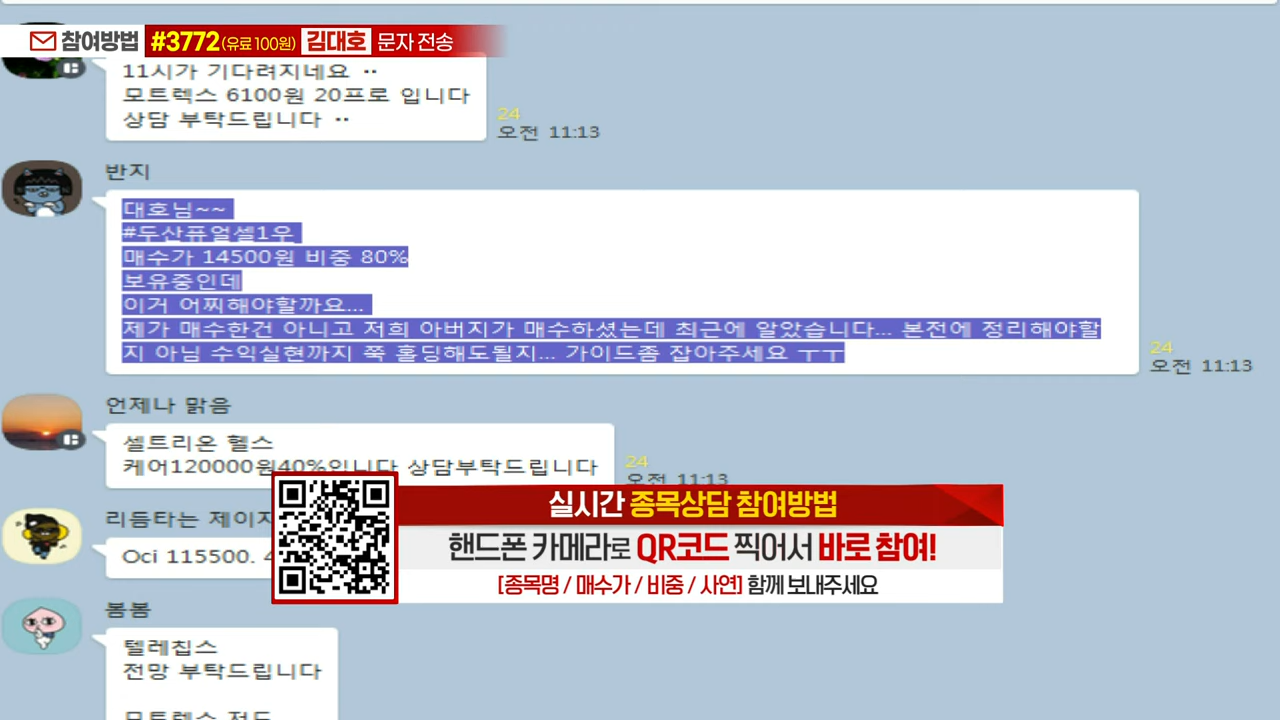 참여방법 #3772(유료100원) 김대호 문자 전송
11시가 기다려지네요 ··
모트렉스 6100원 20프로 입니다
상담 부탁드립니다 ··
24
오전 11:13
반지
대호님~~
#두산퓨얼셀1우
매수가 14500원 비중 80%
보유중인데
이거 어찌해야할까요...
제가 매수한건 아니고 저희 아버지가 매수하셨는데 최근에 알았습니다... 본전에 정리해야할
지 아님 수익실현까지 쭉 홀딩해도될지... 가이드좀 잡아주세요 ㅜㅜ
24
오전 11:13
언제나 맑음
셀트리온 헬스
케어120000원40%입니다 상담부탁드립니다
24
오전 11:13
리듬타는 제이지
Oci 115500.
실시간 종목상담 참여방법
핸드폰 카메라로 QR코드 찍어서 바로 참여!
[종목명 / 매수가 / 비중 / 사연] 함께 보내주세요
봄봄
텔레칩스
전망 부탁드립니다
모트렉스